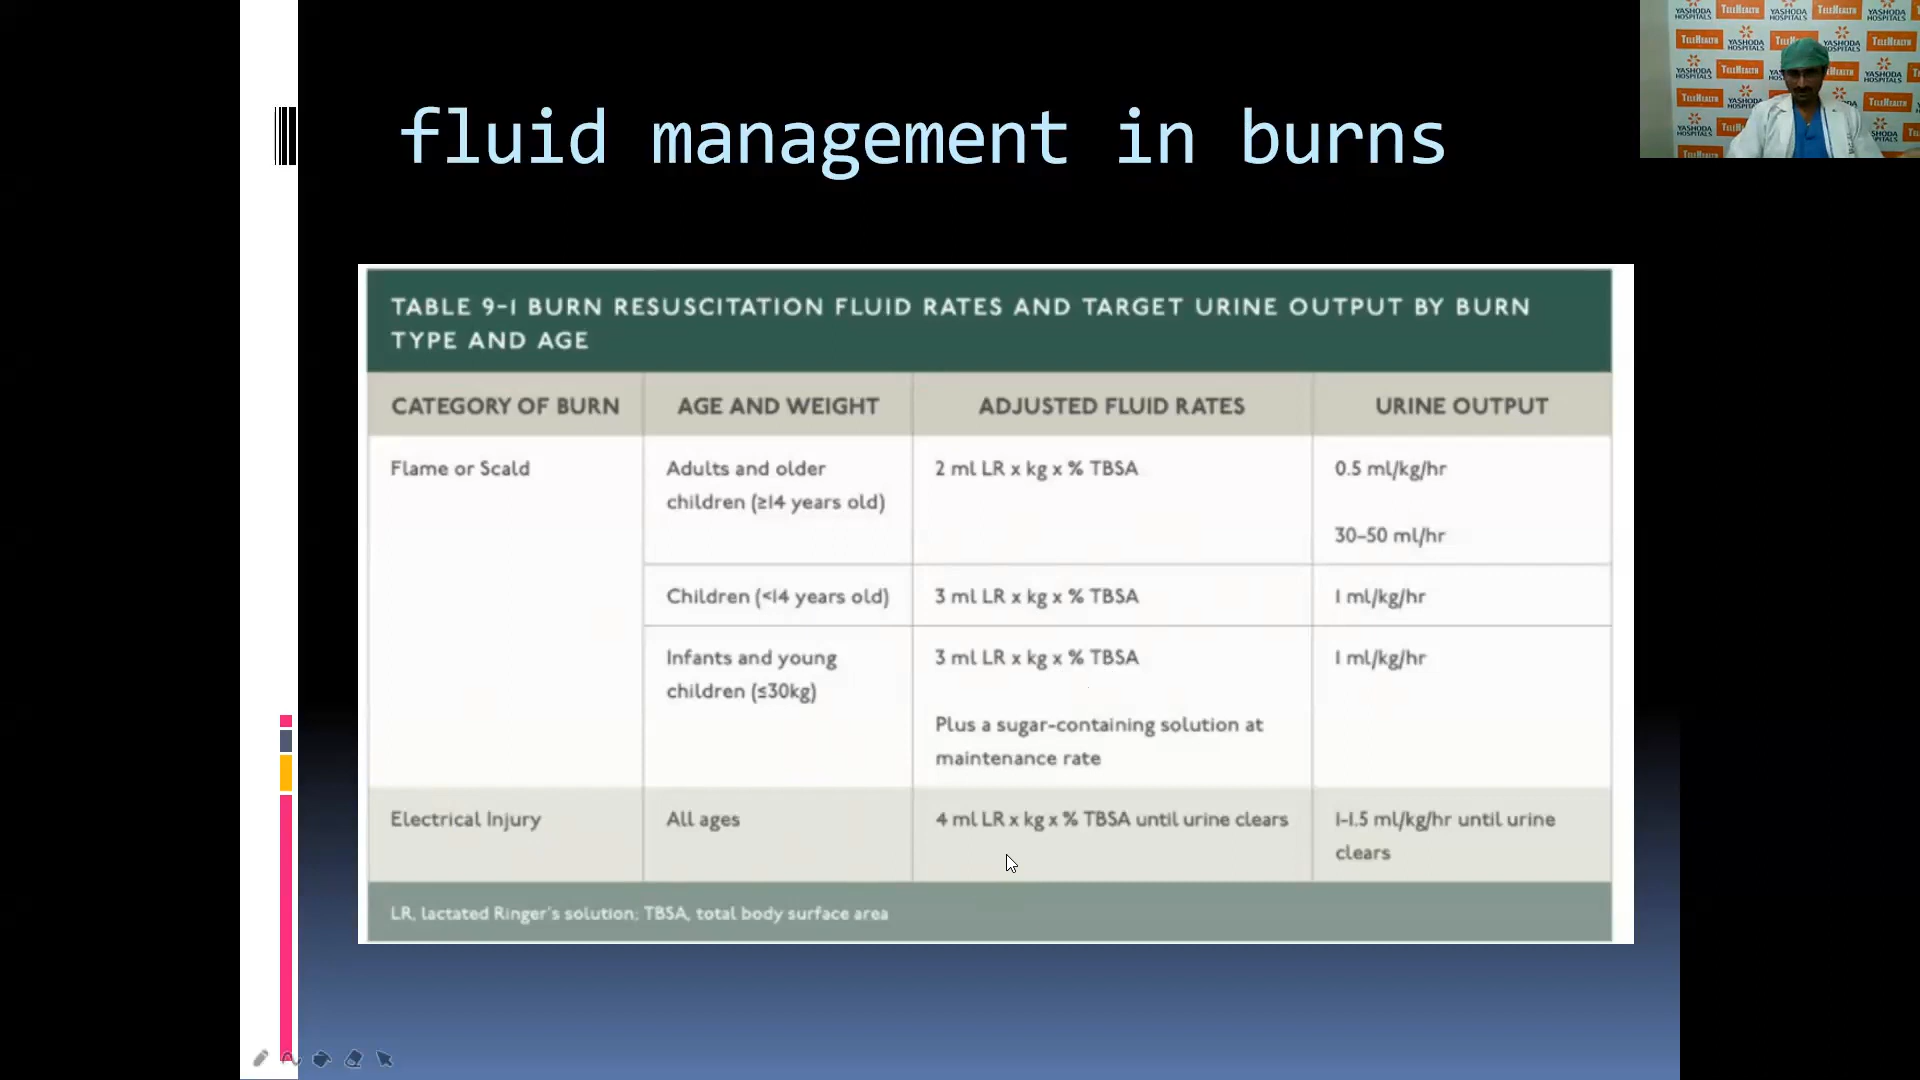 fluid management in burns
TABLE 9-1 BURN RESUSCITATION FLUID RATES AND TARGET URINE OUTPUT BY BURN
TYPE AND AGE
CATEGORY OF BURN AGE AND WEIGHT ADJUSTED FLUID RATES URINE OUTPUT
Flame or Scald Adults and older 2 ml LR x kg x % TBSA 0.5 ml/kg/hr
children (≥14 years old)
30–50 ml/hr
Children (<14 years old) 3 ml LR x kg x % TBSA 1 ml/kg/hr
Infants and young 3 ml LR x kg x % TBSA 1 ml/kg/hr
children (≤30kg)
Plus a sugar-containing solution at
maintenance rate
Electrical Injury All ages 4 ml LR x kg x % TBSA until urine clears 1-1.5 ml/kg/hr until urine
clears
LR, lactated Ringer's solution; TBSA, total body surface area
YASHODA HOSPITALS
TELEHEALTH